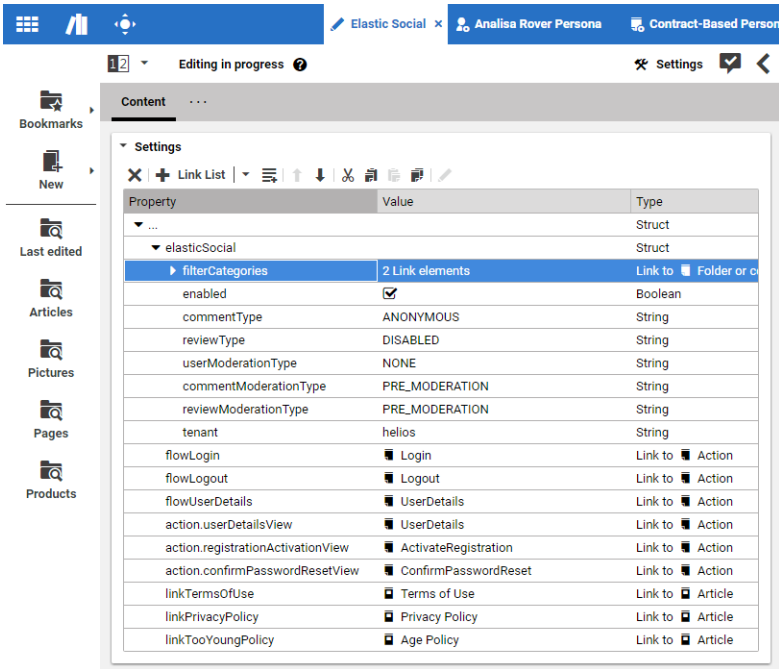 Elastic Social ×
Analisa Rover Persona
Contract-Based Person
12
Editing in progress
Settings
Content ...
Bookmarks
New
Last edited
Articles
Pictures
Pages
Products
Settings
Link List
Property Value Type
... Struct
elasticSocial Struct
filterCategories 2 Link elements Link to Folder or co
enabled Boolean
commentType ANONYMOUS String
reviewType DISABLED String
userModerationType NONE String
commentModerationType PRE_MODERATION String
reviewModerationType PRE_MODERATION String
tenant helios String
flowLogin Login Link to Action
flowLogout Logout Link to Action
flowUserDetails UserDetails Link to Action
action.userDetailsView UserDetails Link to Action
action.registrationActivationView ActivateRegistration Link to Action
action.confirmPasswordResetView ConfirmPasswordReset Link to Action
linkTermsOfUse Terms of Use Link to Article
linkPrivacyPolicy Privacy Policy Link to Article
linkTooYoungPolicy Age Policy Link to Article